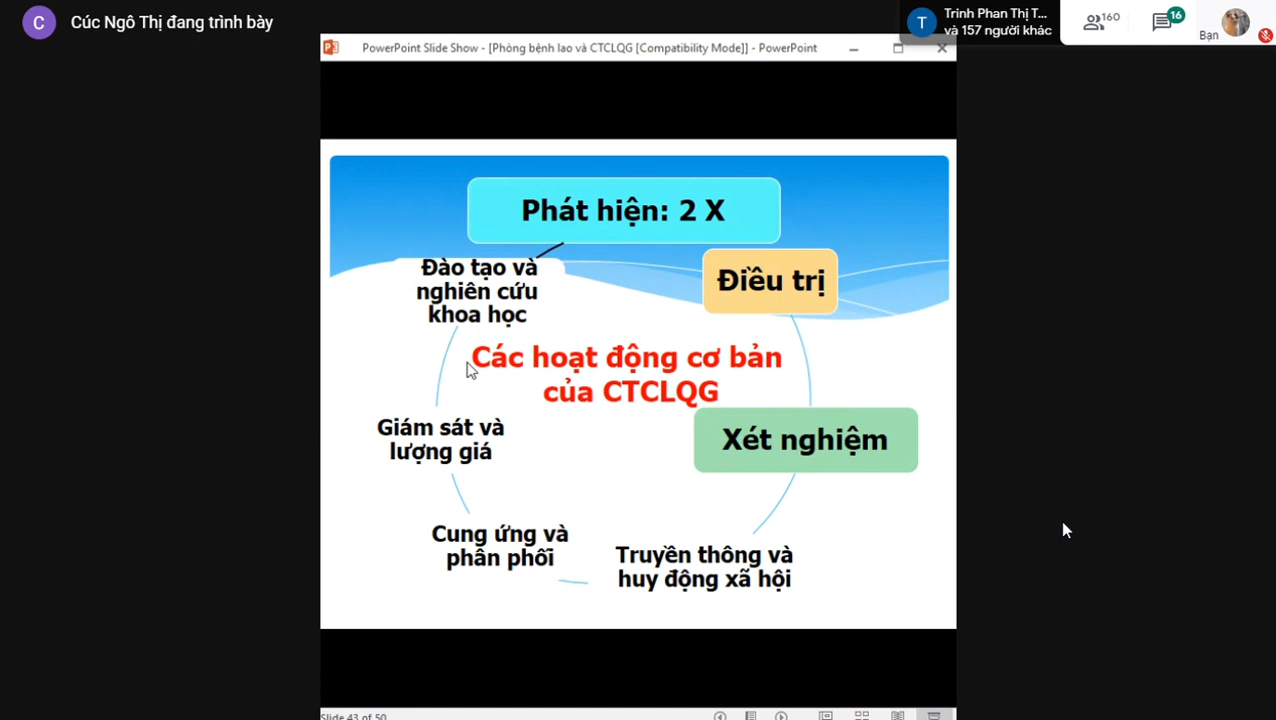 C
Cúc Ngô Thị đang trình bày
T
Trinh Phan Thị T...
và 157 người khác
160
16
Bạn
PowerPoint Slide Show - [Phòng bệnh lao và CTCLQG [Compatibility Mode]] - PowerPoint
Phát hiện: 2 X
Đào tạo và
nghiên cứu
khoa học
Điều trị
Các hoạt động cơ bản
của CTCLQG
Giám sát và
lượng giá
Xét nghiệm
Cung ứng và
phân phối
Truyền thông và
huy động xã hội
Slide 43 of 50